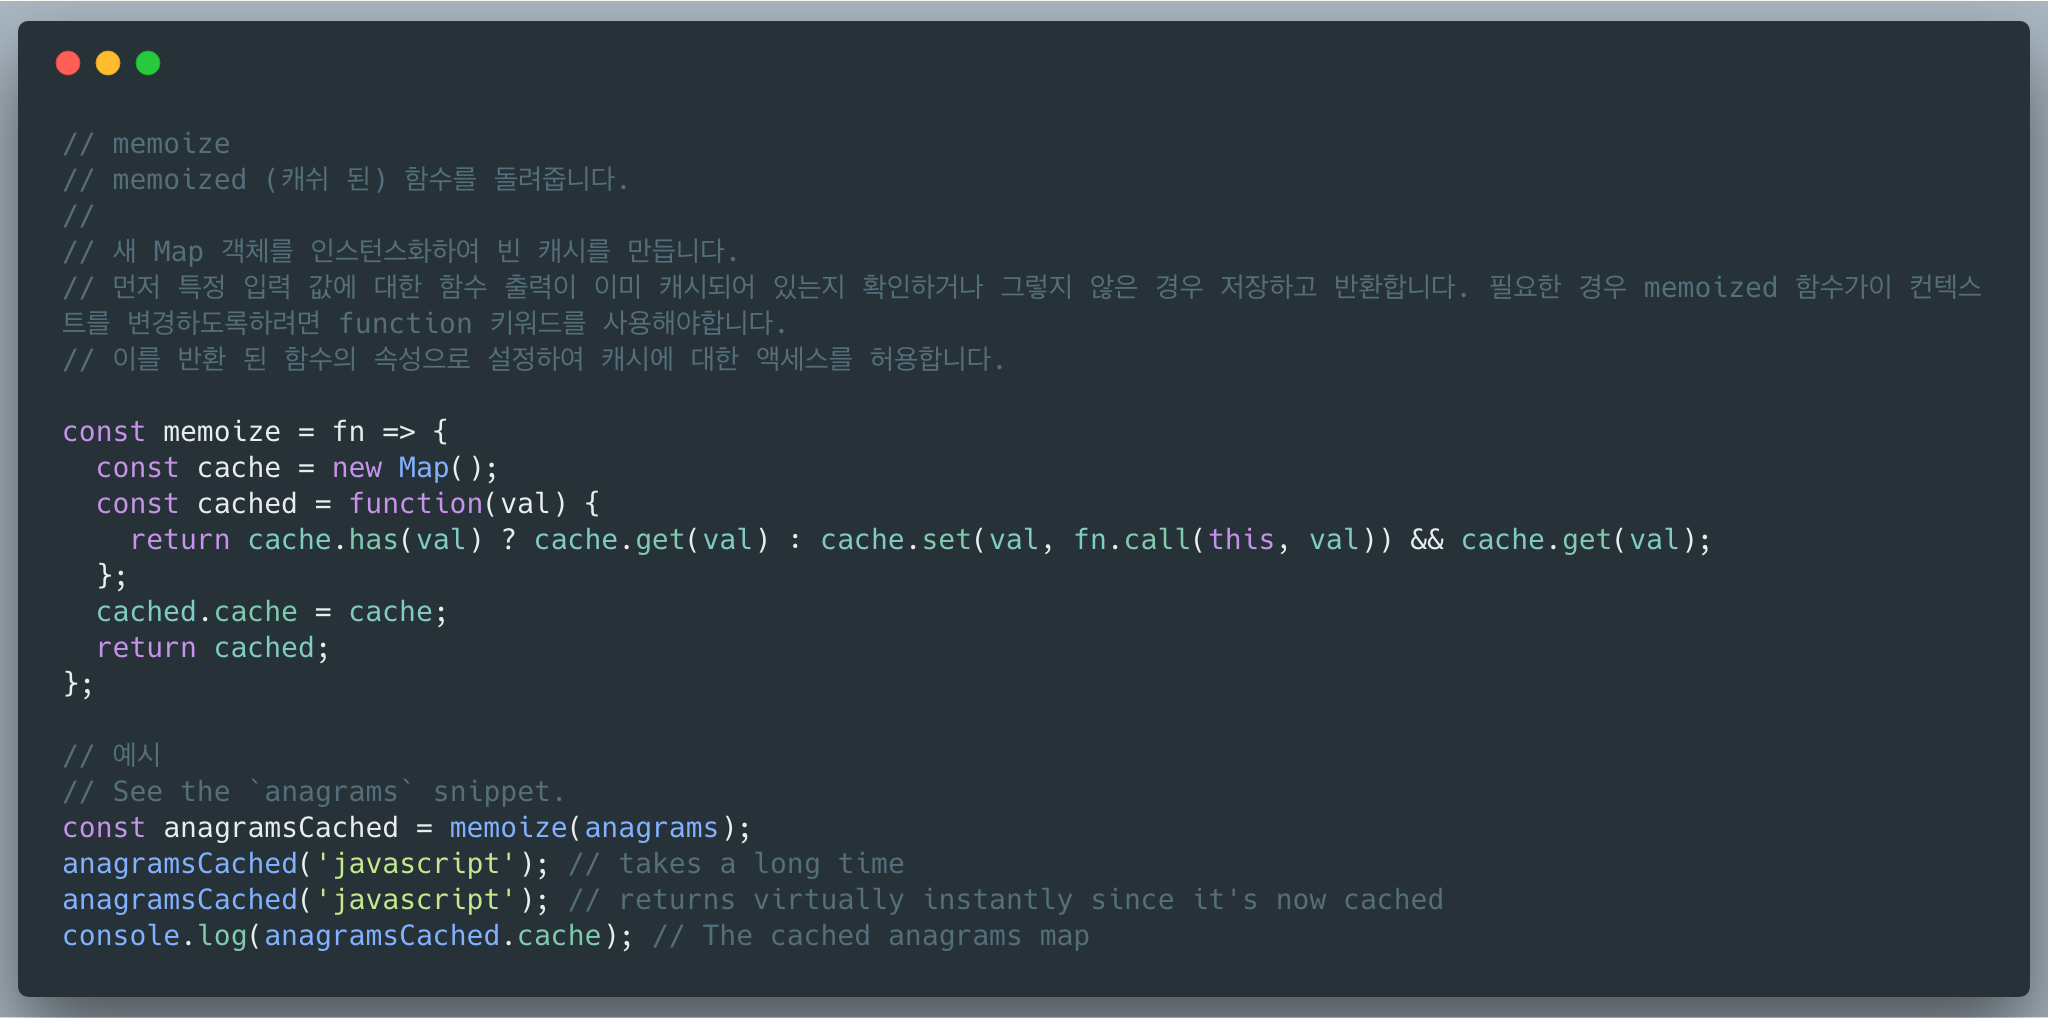 // memoize
// memoized (캐쉬 된) 함수를 돌려줍니다.
//
// 새 Map 객체를 인스턴스화하여 빈 캐시를 만듭니다.
// 먼저 특정 입력 값에 대한 함수 출력이 이미 캐시되어 있는지 확인하거나 그렇지 않은 경우 저장하고 반환합니다. 필요한 경우 memoized 함수가이 컨텍스
트를 변경하도록하려면 function 키워드를 사용해야합니다.
// 이를 반환 된 함수의 속성으로 설정하여 캐시에 대한 액세스를 허용합니다.

const memoize = fn => {
  const cache = new Map();
  const cached = function(val) {
    return cache.has(val) ? cache.get(val) : cache.set(val, fn.call(this, val)) && cache.get(val);
  };
  cached.cache = cache;
  return cached;
};

// 예시
// See the `anagrams` snippet.
const anagramsCached = memoize(anagrams);
anagramsCached('javascript'); // takes a long time
anagramsCached('javascript'); // returns virtually instantly since it's now cached
console.log(anagramsCached.cache); // The cached anagrams map